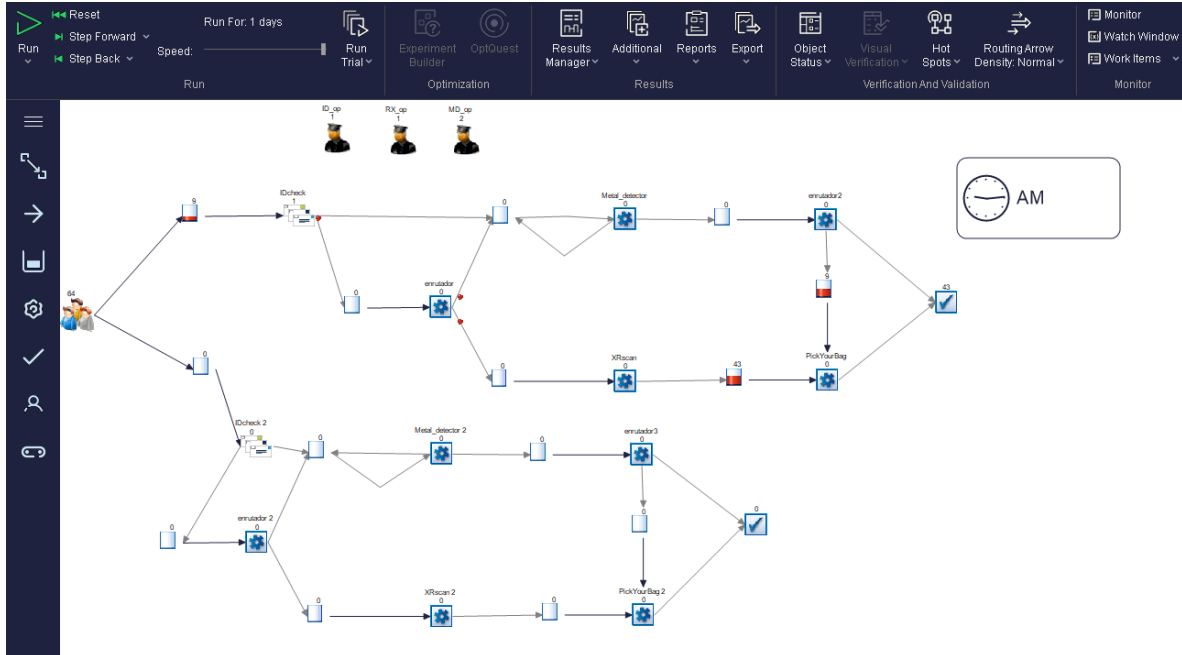 Reset
Step Forward
Step Back
Run
Run For: 1 days
Speed:
Run
Trial
Run
Experiment
Builder
OptQuest
Optimization
Results
Manager
Additional
Reports
Export
Results
Object
Status
Visual
Verification
Hot
Spots
Routing Arrow
Density: Normal
Verification And Validation
Monitor
Watch Window
Work Items
Monitor
ID_op
1
RX_op
1
MD_op
2
AM
9
IDcheck
1
0
Metal_detector
0
0
enrutador2
0
64
0
enrutador
0
9
43
0
0
XRscan
0
43
PickYourBag
0
IDcheck 2
0
0
Metal_detector 2
0
0
enrutador3
0
0
enrutador 2
0
0
0
0
XRscan 2
0
0
PickYourBag 2
0